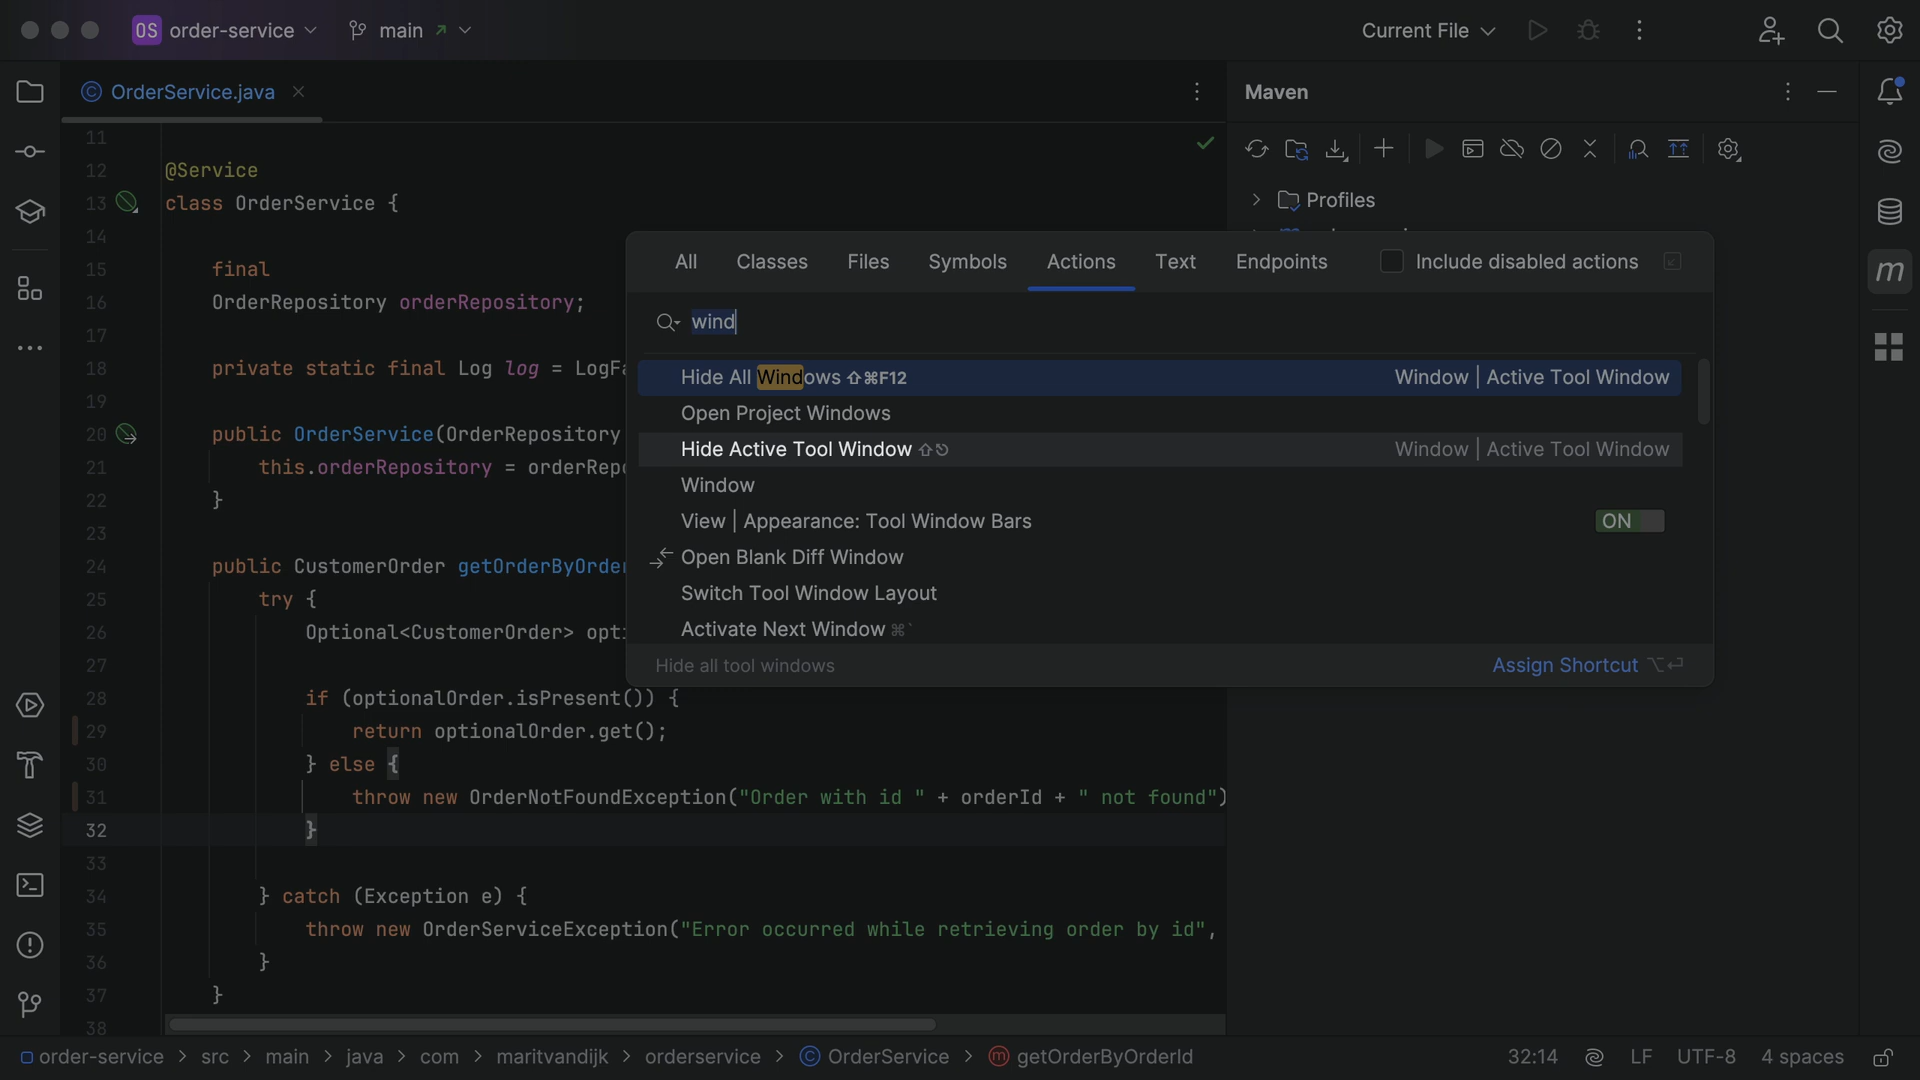 OS order-service main Current File
OrderService.java
Maven
11
12 @Service
13 class OrderService {
14
15 final
16 OrderRepository orderRepository;
17
18 private static final Log log = LogFa
19
20 public OrderService(OrderRepository
21 this.orderRepository = orderRepo
22 }
23
24 public CustomerOrder getOrderByOrder
25 try {
26 Optional<CustomerOrder> opti
27
28 if (optionalOrder.isPresent()) {
29 return optionalOrder.get();
30 } else {
31 throw new OrderNotFoundException("Order with id " + orderId + " not found")
32 }
33
34 } catch (Exception e) {
35 throw new OrderServiceException("Error occurred while retrieving order by id",
36 }
37 }
38
Profiles
m
All Classes Files Symbols Actions Text Endpoints Include disabled actions
wind
Hide All Windows ⇧⌘F12 Window | Active Tool Window
Open Project Windows
Hide Active Tool Window ⇧⎋ Window | Active Tool Window
Window
View | Appearance: Tool Window Bars ON
Open Blank Diff Window
Switch Tool Window Layout
Activate Next Window ⌘`
Hide all tool windows Assign Shortcut ⌥⏎
order-service > src > main > java > com > maritvandijk > orderservice > OrderService > getOrderByOrderId 32:14 LF UTF-8 4 spaces